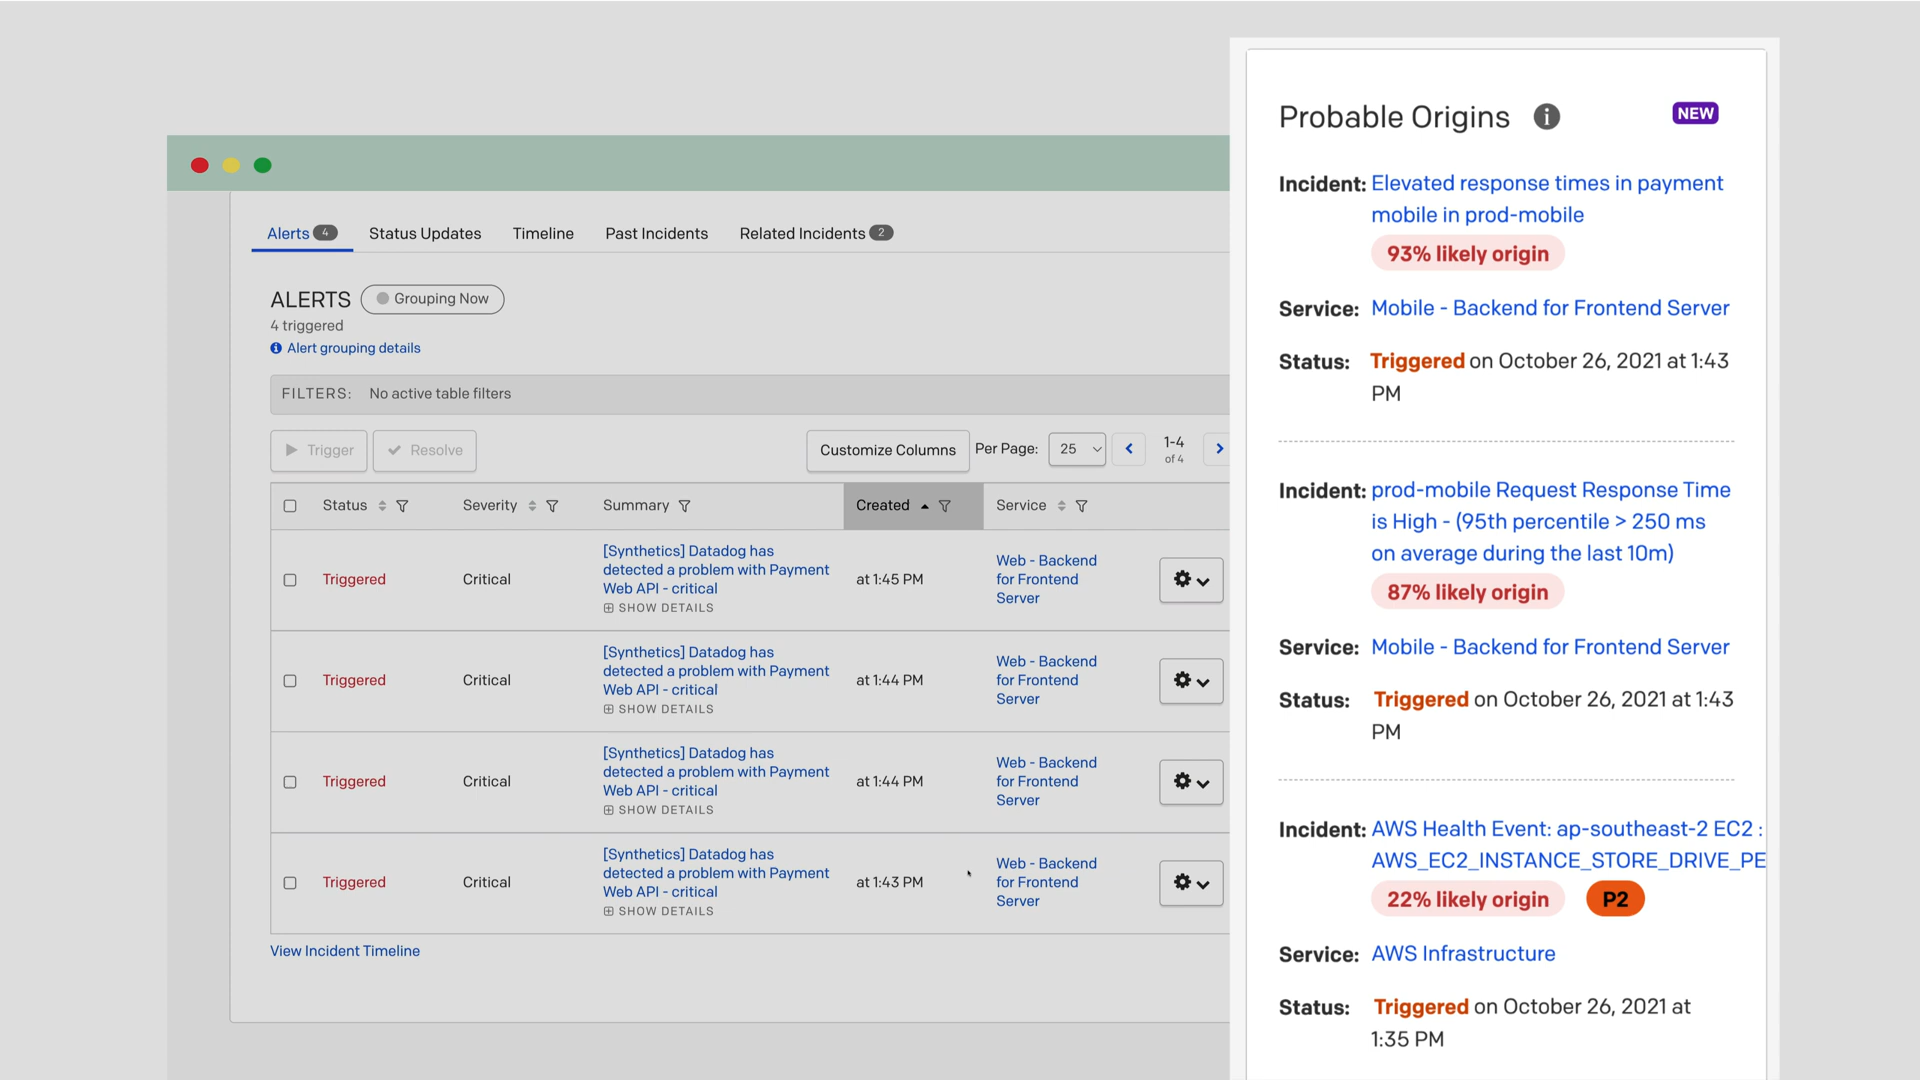 Alerts 4 Status Updates Timeline Past Incidents Related Incidents 2
ALERTS Grouping Now
4 triggered
Alert grouping details
FILTERS: No active table filters
Trigger Resolve Customize Columns Per Page: 25 1-4
of 4
Status Severity Summary Created Service
[Synthetics] Datadog has
detected a problem with Payment
Web API - critical
SHOW DETAILS
Triggered Critical at 1:45 PM
Web - Backend
for Frontend
Server
[Synthetics] Datadog has
detected a problem with Payment
Web API - critical
SHOW DETAILS
Triggered Critical at 1:44 PM
Web - Backend
for Frontend
Server
[Synthetics] Datadog has
detected a problem with Payment
Web API - critical
SHOW DETAILS
Triggered Critical at 1:44 PM
Web - Backend
for Frontend
Server
[Synthetics] Datadog has
detected a problem with Payment
Web API - critical
SHOW DETAILS
Triggered Critical at 1:43 PM
Web - Backend
for Frontend
Server
View Incident Timeline
Probable Origins NEW
Incident: Elevated response times in payment
mobile in prod-mobile
93% likely origin
Service: Mobile - Backend for Frontend Server
Status: Triggered on October 26, 2021 at 1:43
PM
Incident: prod-mobile Request Response Time
is High - (95th percentile > 250 ms
on average during the last 10m)
87% likely origin
Service: Mobile - Backend for Frontend Server
Status: Triggered on October 26, 2021 at 1:43
PM
Incident: AWS Health Event: ap-southeast-2 EC2 :
AWS_EC2_INSTANCE_STORE_DRIVE_PE
22% likely origin P2
Service: AWS Infrastructure
Status: Triggered on October 26, 2021 at
1:35 PM